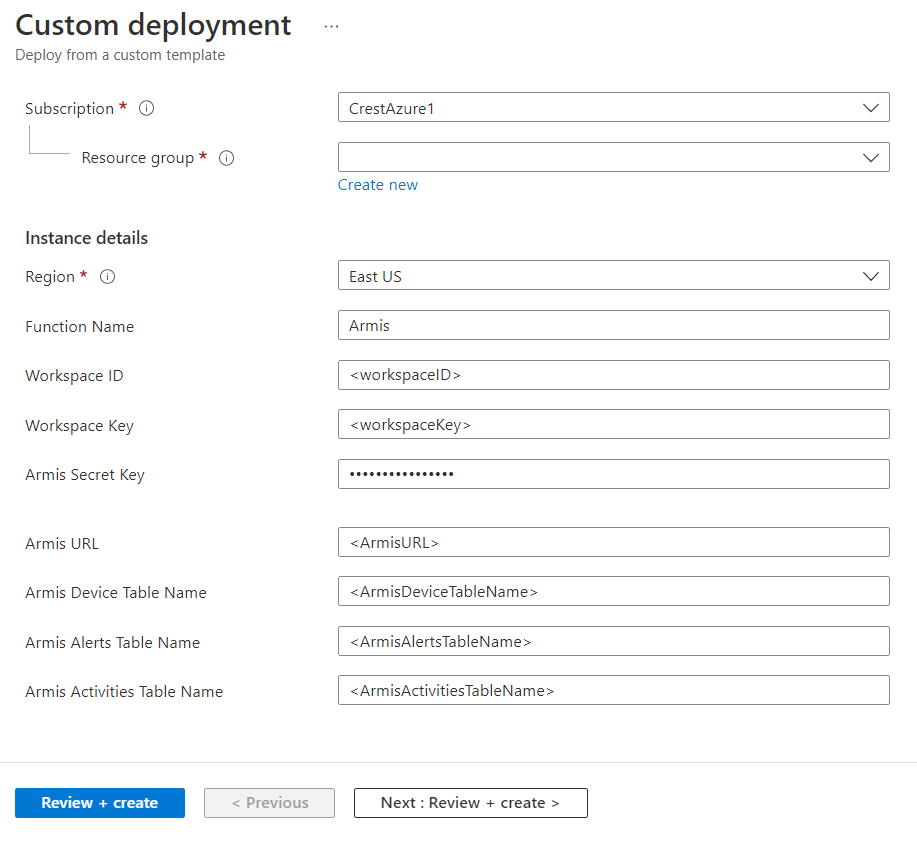 Custom deployment ...
Deploy from a custom template
Subscription * CrestAzure1
Resource group *
Create new
Instance details
Region * East US
Function Name Armis
Workspace ID <workspaceID>
Workspace Key <workspaceKey>
Armis Secret Key ••••••••••••••••
Armis URL <ArmisURL>
Armis Device Table Name <ArmisDeviceTableName>
Armis Alerts Table Name <ArmisAlertsTableName>
Armis Activities Table Name <ArmisActivitiesTableName>
Review + create < Previous Next : Review + create >